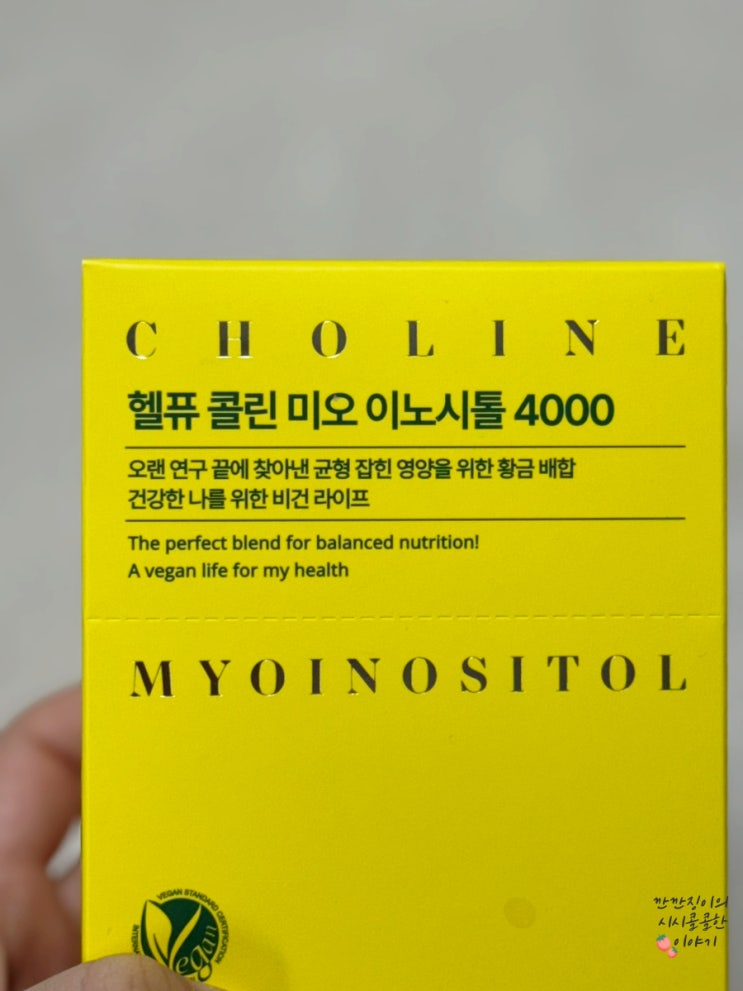 CHOLINE
헬퓨 콜린 미오 이노시톨 4000
오랜 연구 끝에 찾아낸 균형 잡힌 영양을 위한 황금 배합
건강한 나를 위한 비건 라이프
The perfect blend for balanced nutrition!
A vegan life for my health
MYOINOSITOL
VEGAN STANDARD CERTIFICATION
Vegan
깐깐징이의
시시콜콜한
이야기